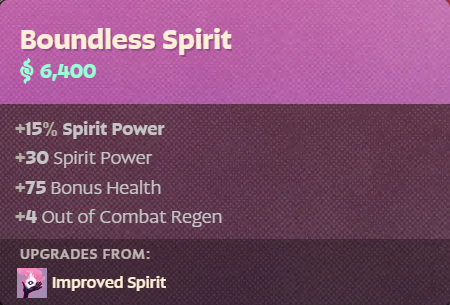 Boundless Spirit
6,400
+15% Spirit Power
+30 Spirit Power
+75 Bonus Health
+4 Out of Combat Regen
UPGRADES FROM:
Improved Spirit